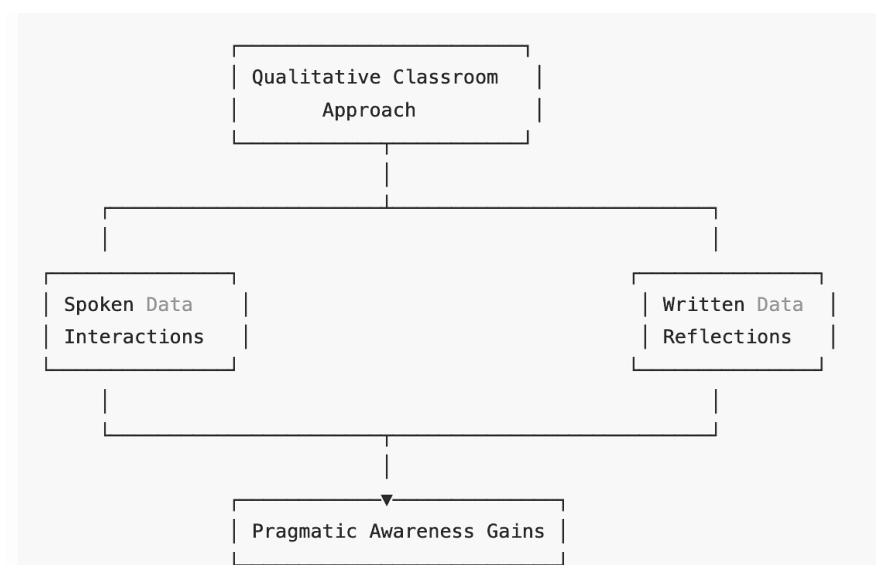 Qualitative Classroom
Approach
Spoken Data
Interactions
Written Data
Reflections
Pragmatic Awareness Gains